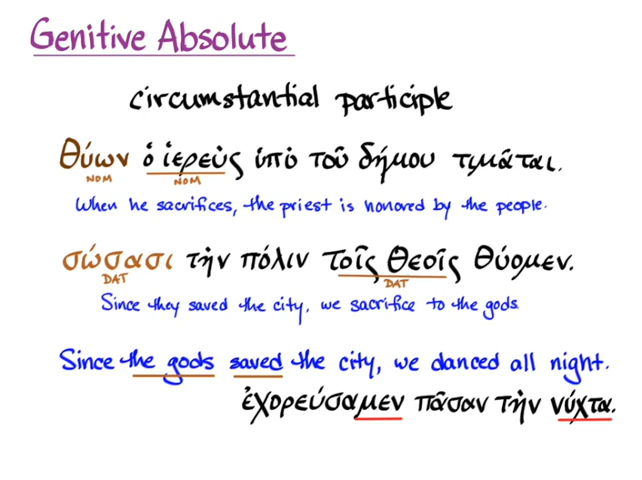 Genitive Absolute
circumstantial participle
θύων ὁ ἱερεὺς ὑπὸ τοῦ δήμου τιμᾶται.
NOM NOM
When he sacrifices, the priest is honored by the people.
σώσασι τὴν πόλιν τοῖς θεοῖς θύομεν.
DAT DAT
Since they saved the city, we sacrifice to the gods
Since the gods saved the city, we danced all night.
ἐχορεύσαμεν πᾶσαν τὴν νύχτα.